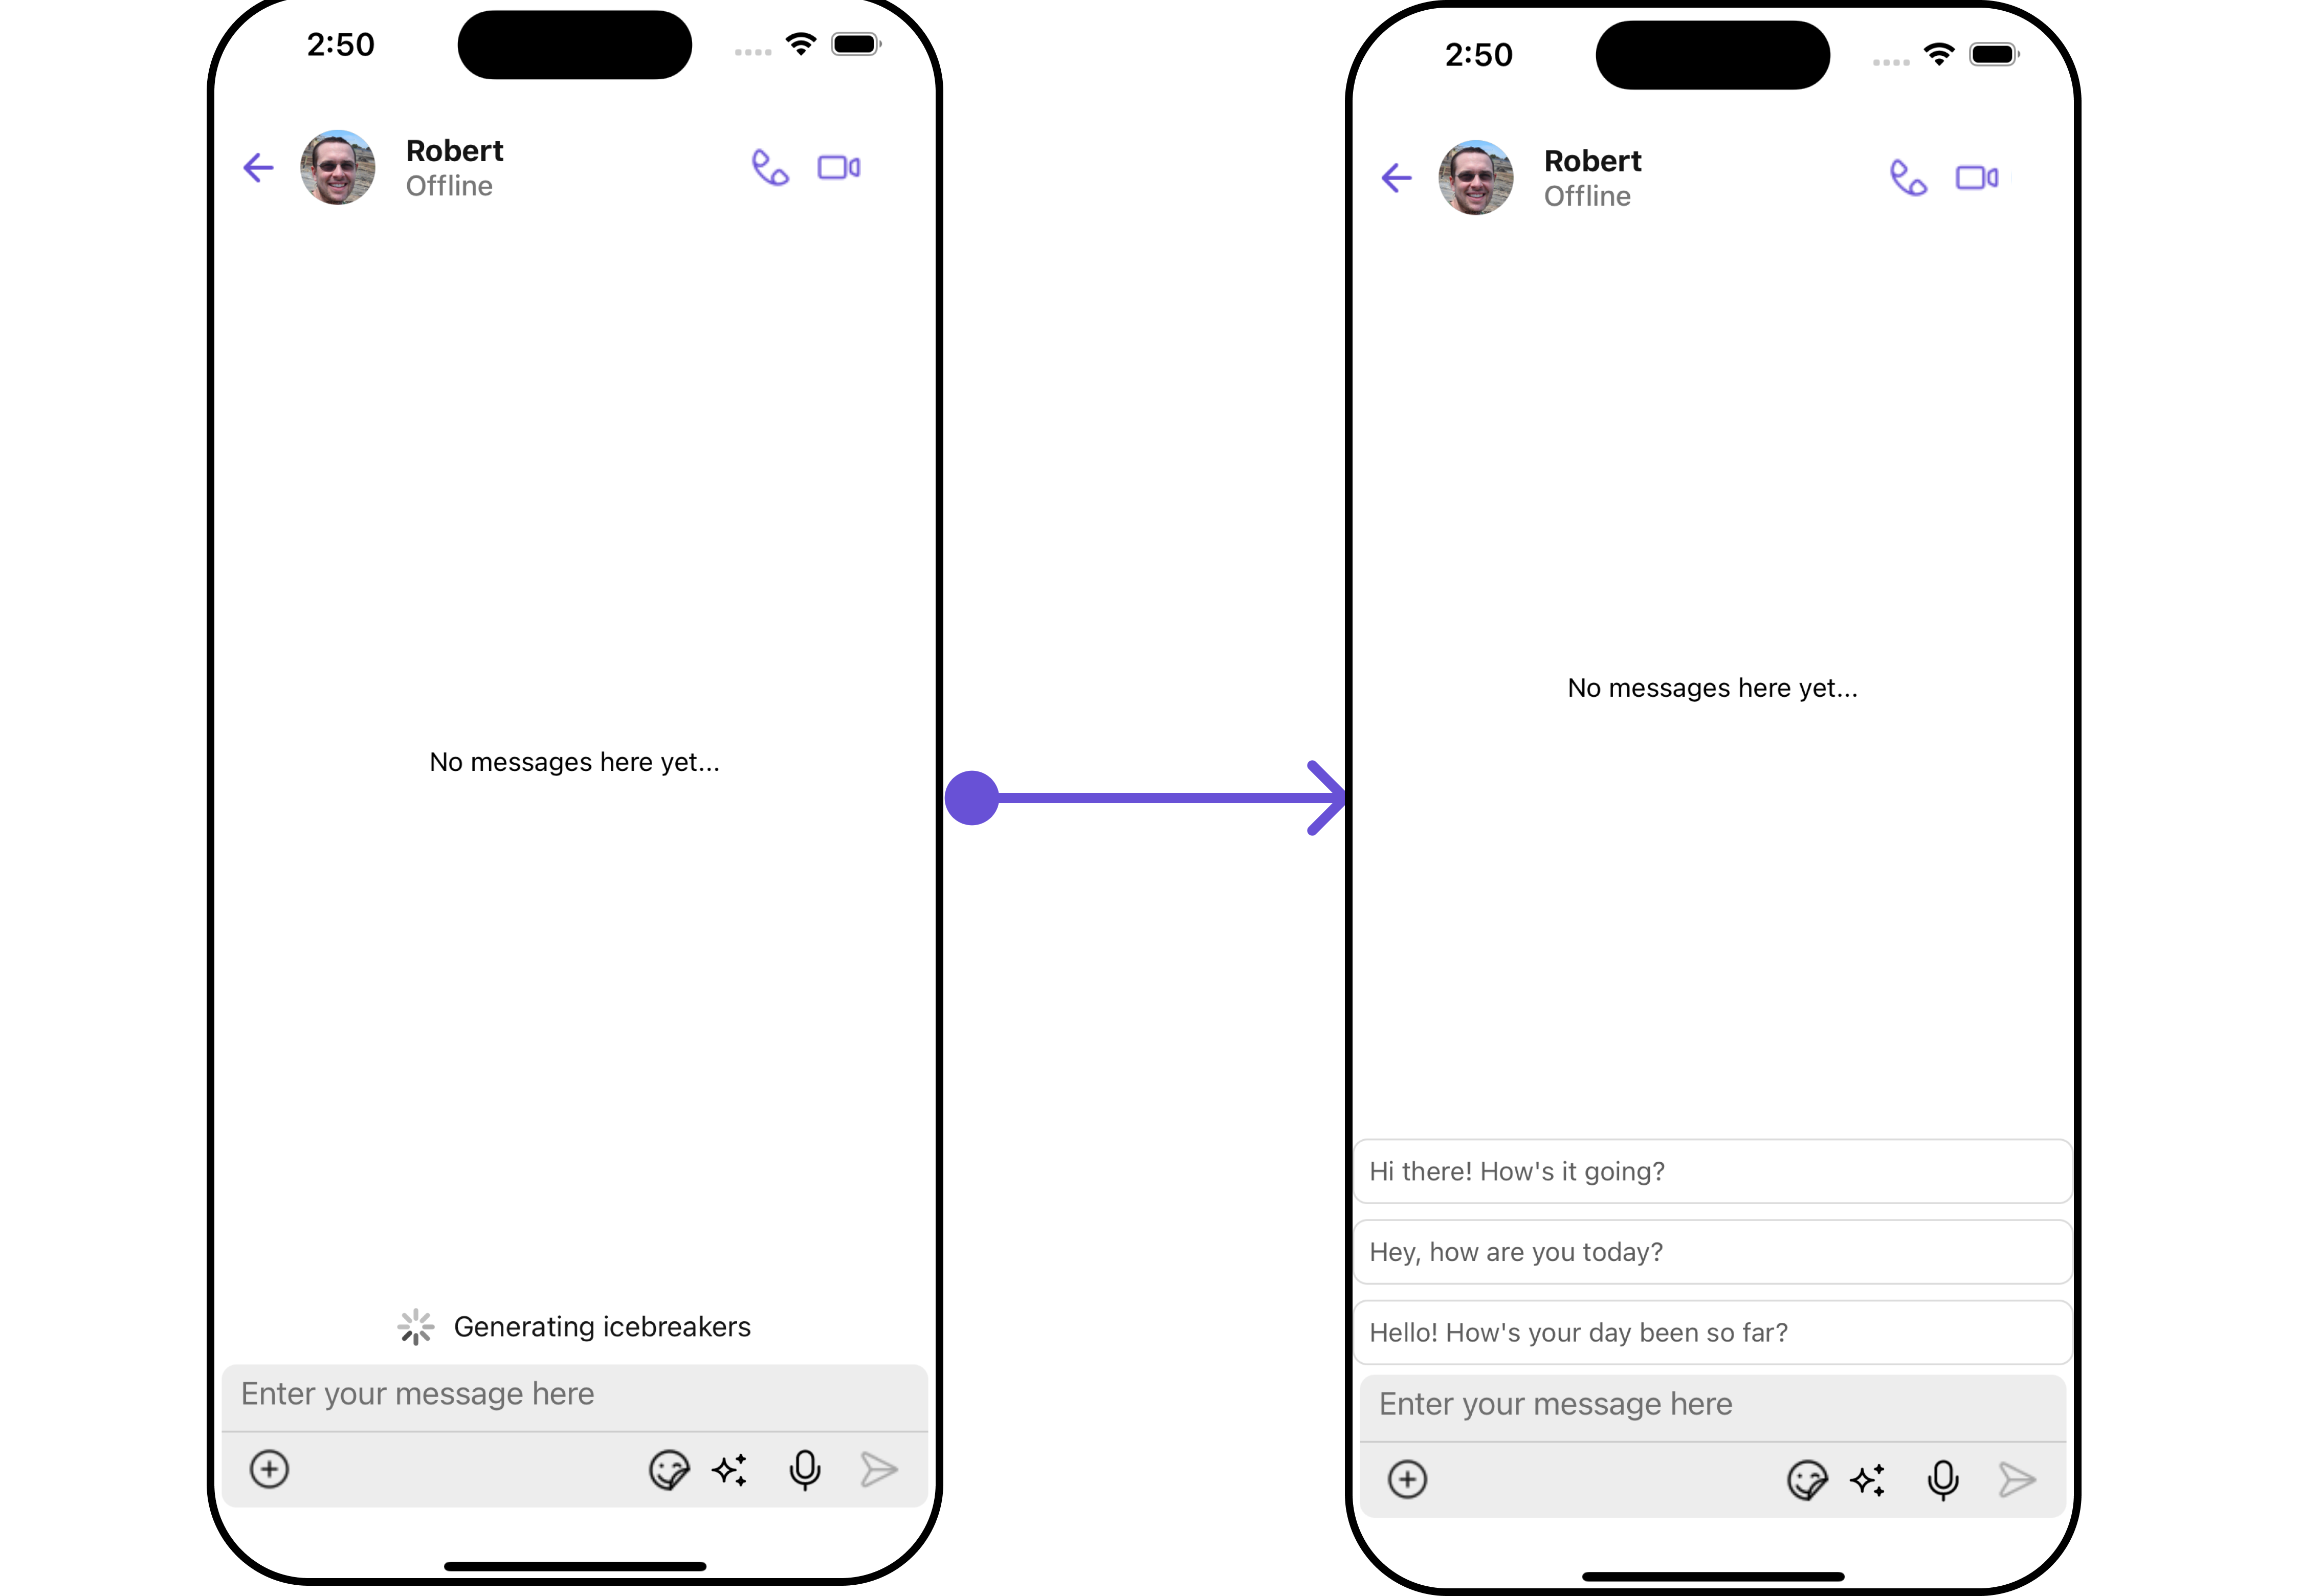 2:50
Robert
Offline
No messages here yet...
Generating icebreakers
Enter your message here
2:50
Robert
Offline
No messages here yet...
Hi there! How's it going?
Hey, how are you today?
Hello! How's your day been so far?
Enter your message here